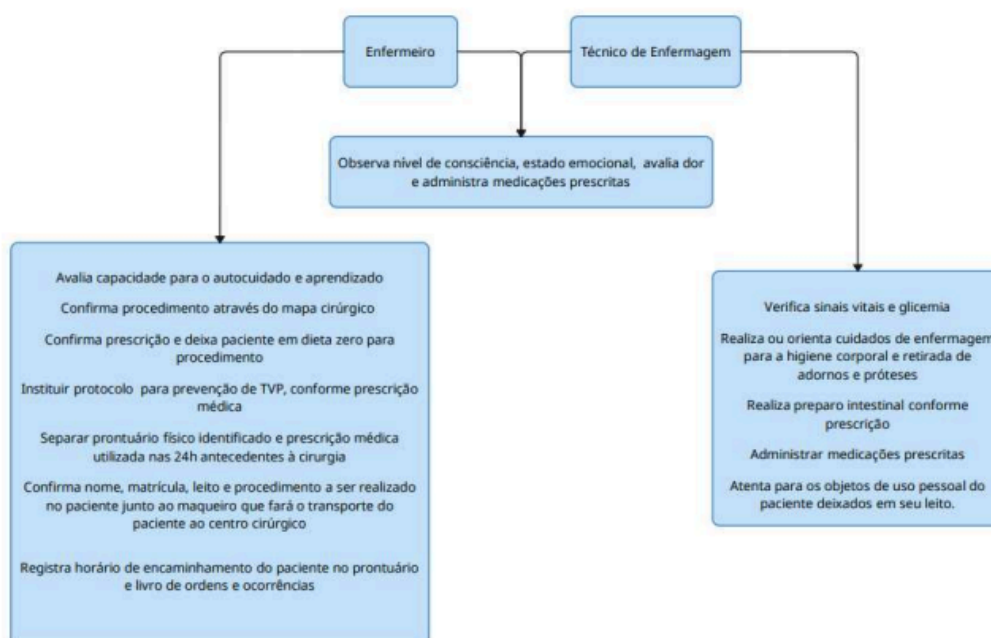 Enfermeiro
Técnico de Enfermagem
Observa nível de consciência, estado emocional, avalia dor
e administra medicações prescritas
Avalia capacidade para o autocuidado e aprendizado
Confirma procedimento através do mapa cirúrgico
Confirma prescrição e deixa paciente em dieta zero para
procedimento
Instituir protocolo para prevenção de TVP, conforme prescrição
médica
Separar prontuário físico identificado e prescrição médica
utilizada nas 24h antecedentes à cirurgia
Confirma nome, matrícula, leito e procedimento a ser realizado
no paciente junto ao maqueiro que fará o transporte do
paciente ao centro cirúrgico
Registra horário de encaminhamento do paciente no prontuário
e livro de ordens e ocorrências
Verifica sinais vitais e glicemia
Realiza ou orienta cuidados de enfermagem
para a higiene corporal e retirada de
adornos e próteses
Realiza preparo intestinal conforme
prescrição
Administrar medicações prescritas
Atenta para os objetos de uso pessoal do
paciente deixados em seu leito.